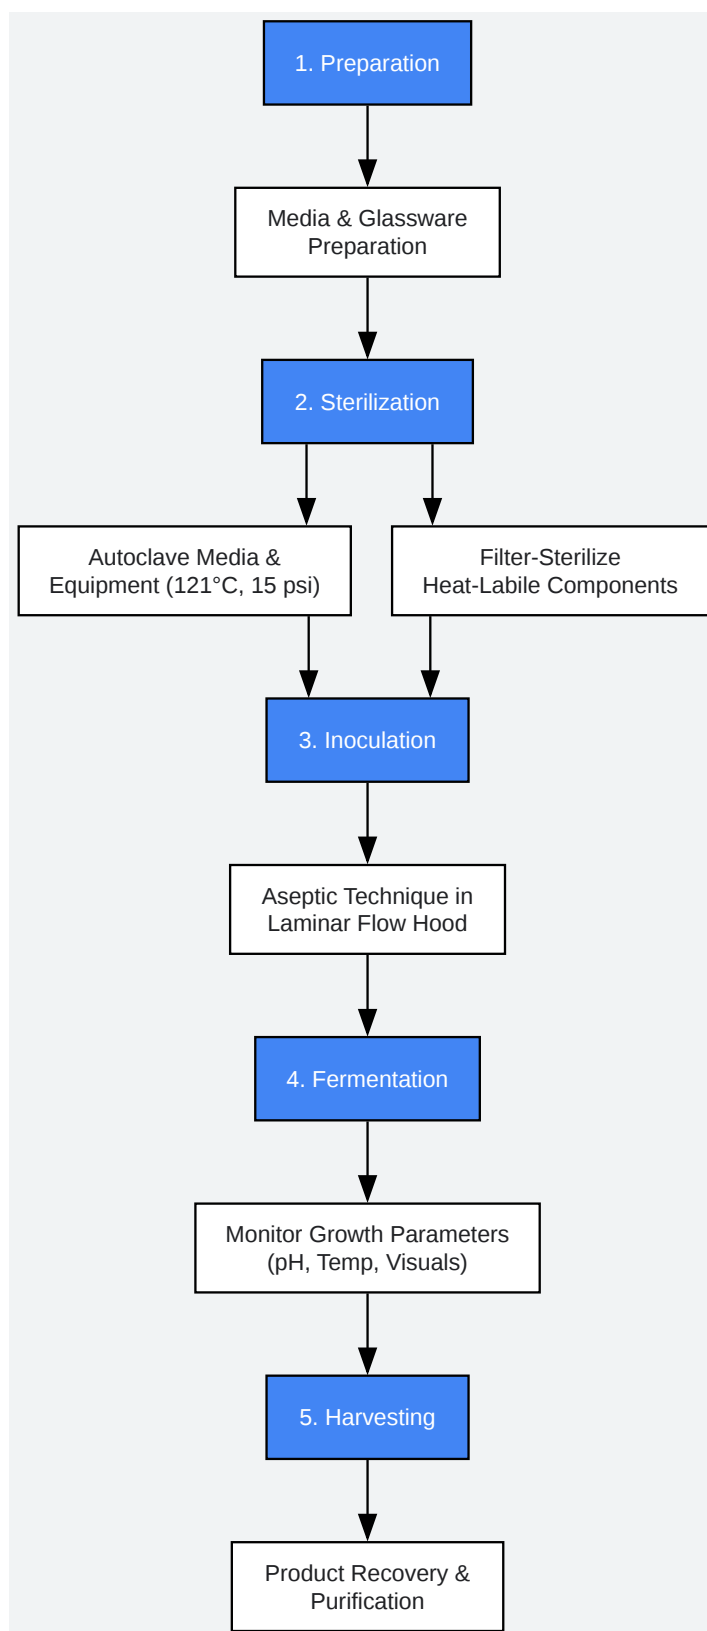 1. Preparation
Media & Glassware
Preparation
2. Sterilization
Autoclave Media &
Equipment (121°C, 15 psi)
Filter-Sterilize
Heat-Labile Components
3. Inoculation
Aseptic Technique in
Laminar Flow Hood
4. Fermentation
Monitor Growth Parameters
(pH, Temp, Visuals)
5. Harvesting
Product Recovery &
Purification